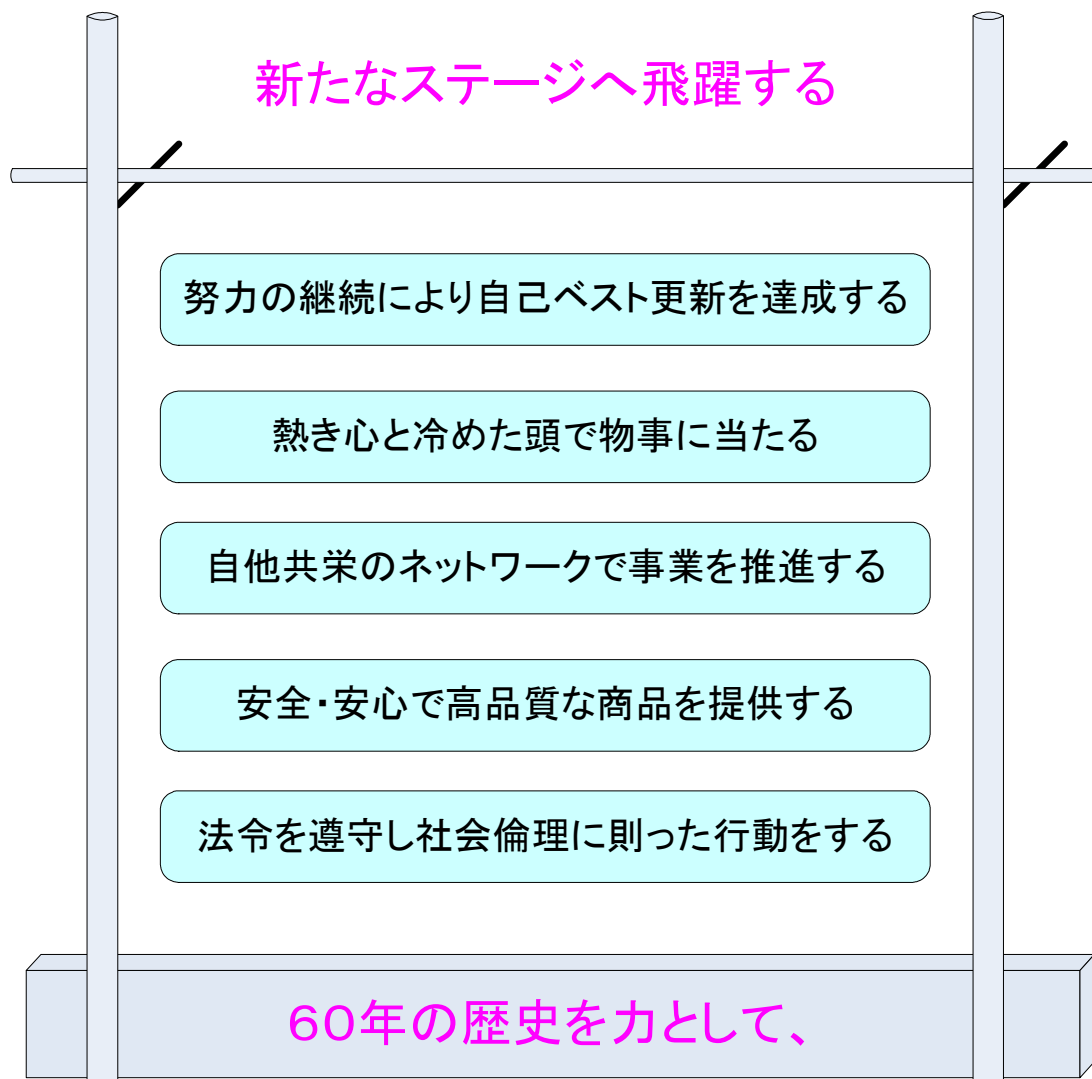 新たなステージへ飛躍する
努力の継続により自己ベスト更新を達成する
熱き心と冷めた頭で物事に当たる
自他共栄のネットワークで事業を推進する
安全・安心で高品質な商品を提供する
法令を遵守し社会倫理に則った行動をする
60年の歴史を力として、